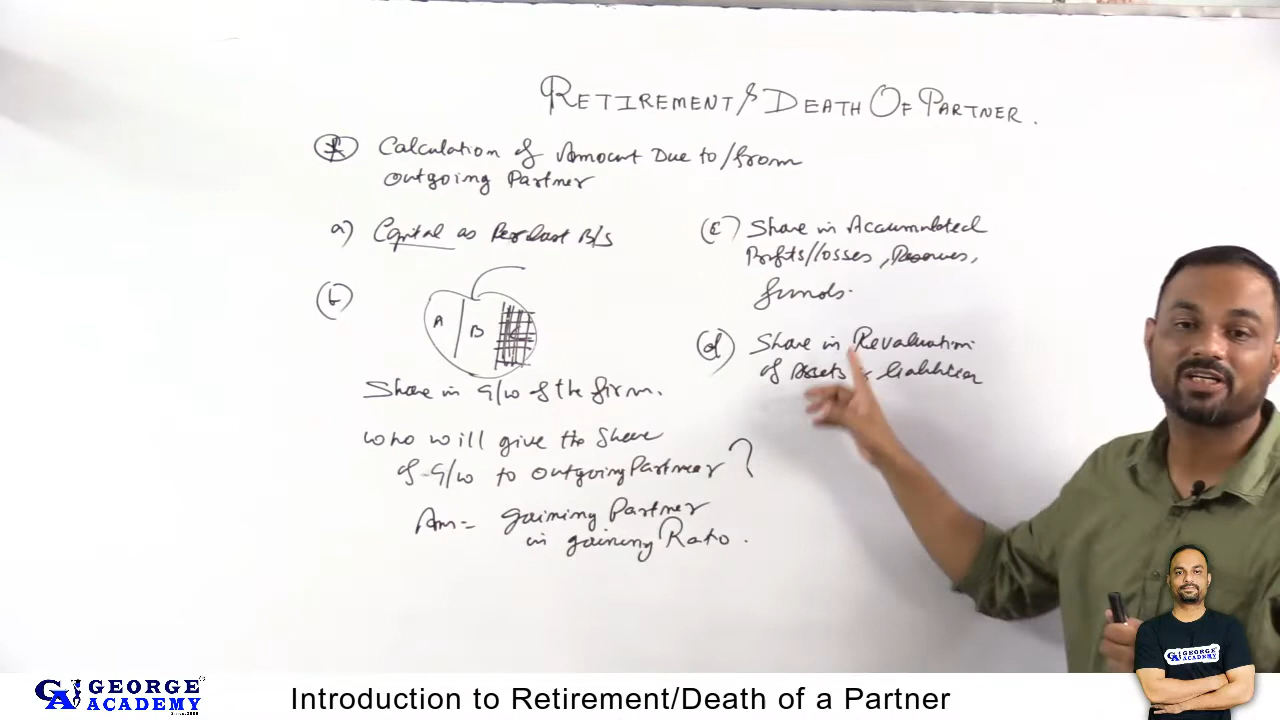 RETIREMENT/DEATH OF PARTNER.
Calculation of Amount Due to/from
outgoing Partner
a) Capital as Per last B/S
(b)
A B
Share in G/w of the firm.
who will give the Share
of G/w to outgoing Partner?
Am= gaining Partner
in gaining Ratio.
(c) Share in Accumulated
Profits/losses, Reserves,
funds.
(d) Share in Revaluation
of Assets
GEORGE
ACADEMY
Introduction to Retirement/Death of a Partner
GEORGE
ACADEMY